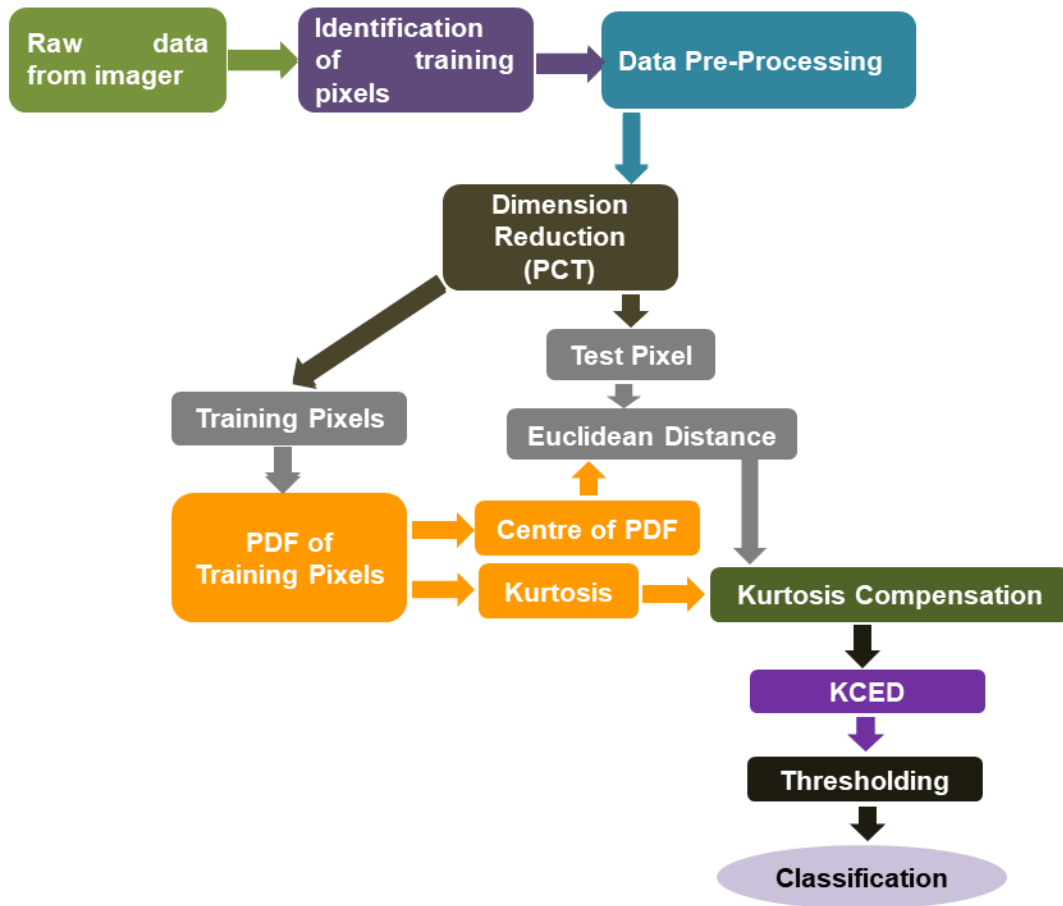 Raw data
from imager
Identification
of training
pixels
Data Pre-Processing
Dimension
Reduction
(PCT)
Test Pixel
Training Pixels
Euclidean Distance
PDF of
Training Pixels
Centre of PDF
Kurtosis
Kurtosis Compensation
KCED
Thresholding
Classification